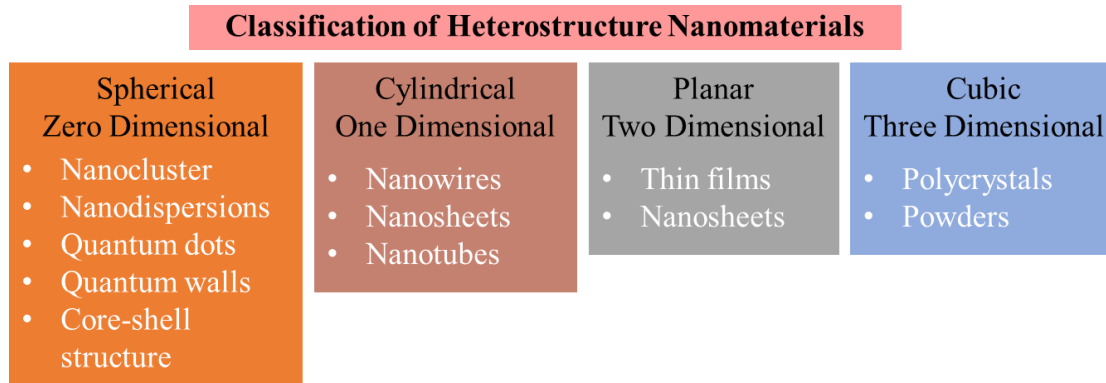 Classification of Heterostructure Nanomaterials
Spherical
Zero Dimensional
• Nanocluster
• Nanodispersions
• Quantum dots
• Quantum walls
• Core-shell
structure
Cylindrical
One Dimensional
• Nanowires
• Nanosheets
• Nanotubes
Planar
Two Dimensional
• Thin films
• Nanosheets
Cubic
Three Dimensional
• Polycrystals
• Powders